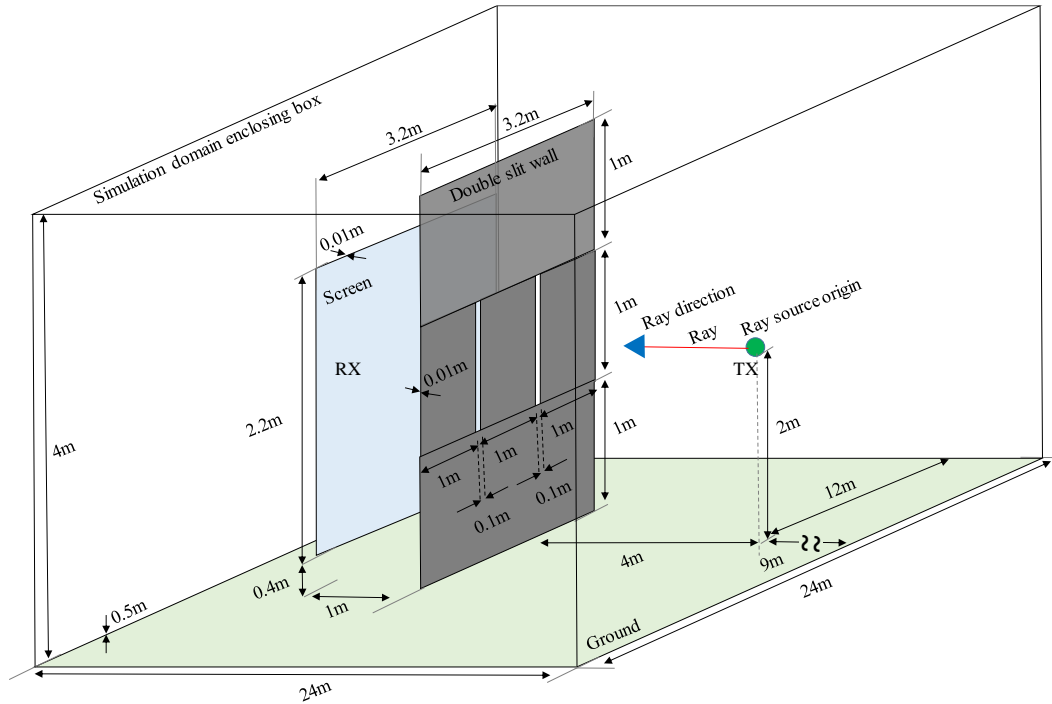 Simulation domain enclosing box
3.2m
3.2m
Double slit wall
1m
0.01m
Screen
1m
Ray direction
Ray source origin
Ray
RX
0.01m
TX
4m
2.2m
1m
2m
1m
1m
1m
12m
0.1m
0.1m
4m
9m
0.4m
1m
24m
0.5m
Ground
24m